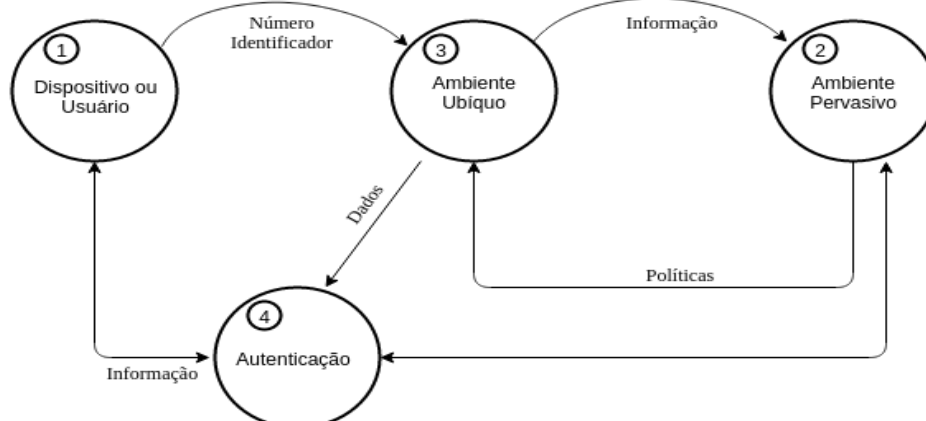 Número
Identificador
Informação
1
Dispositivo ou
Usuário
3
Ambiente
Ubíquo
2
Ambiente
Pervasivo
Dados
Políticas
4
Autenticação
Informação